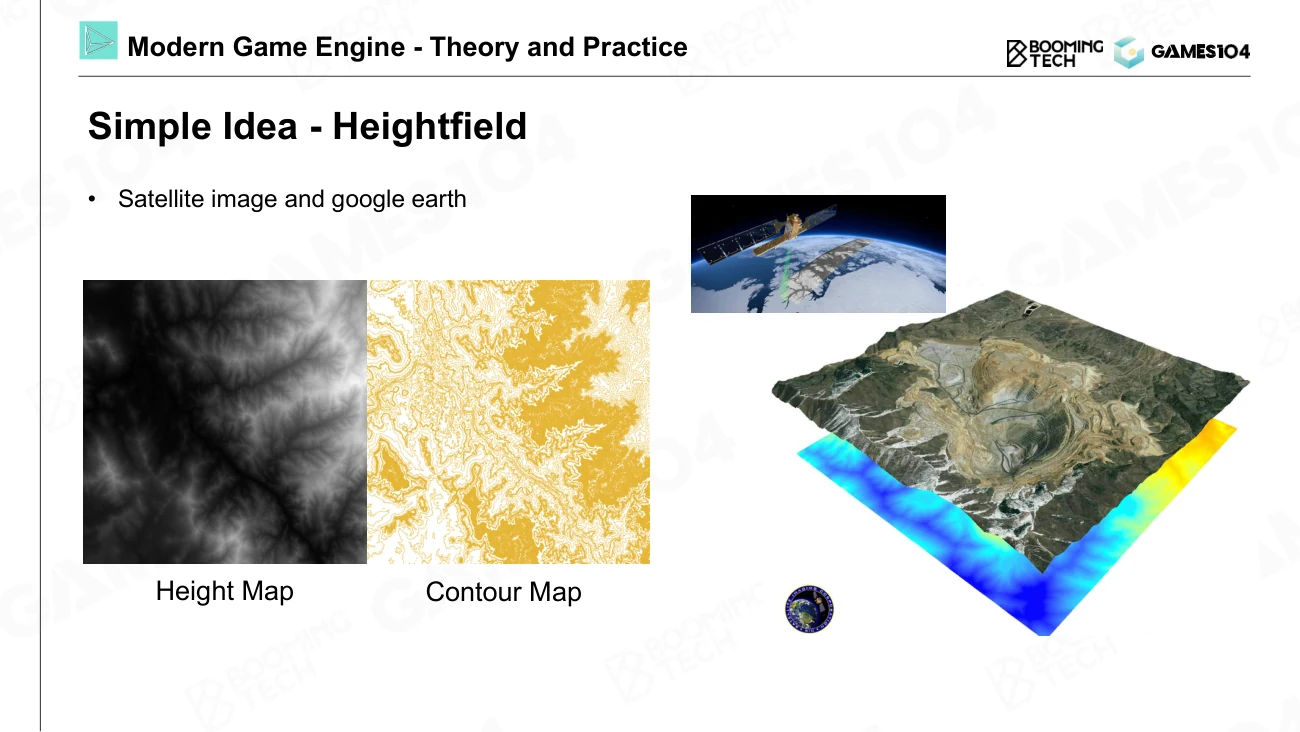 Modern Game Engine - Theory and Practice
BOOMING
TECH
GAMES104
Simple Idea - Heightfield
• Satellite image and google earth
Height Map
Contour Map